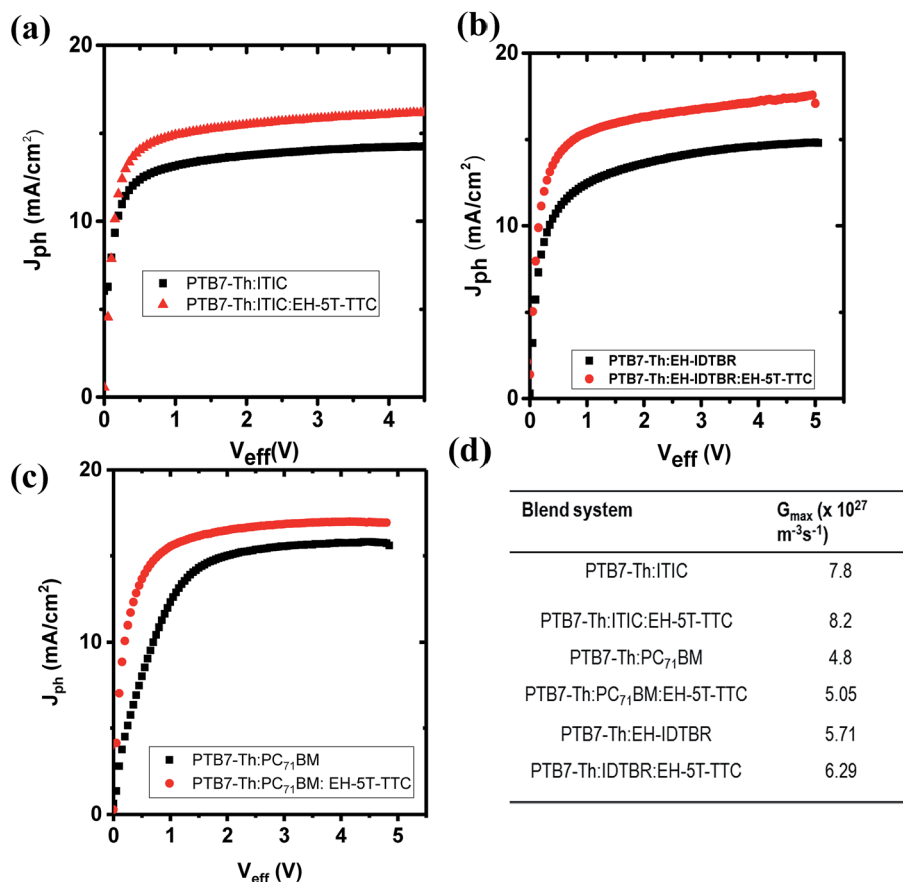 (a)
20
10
0
J_ph (mA/cm²)
PTB7-Th:ITIC
PTB7-Th:ITIC:EH-5T-TTC
0 1 2 3 4
V_eff(V)
(b)
20
10
0
J_ph (mA/cm²)
PTB7-Th:EH-IDTBR
PTB7-Th:EH-IDTBR:EH-5T-TTC
0 1 2 3 4 5
V_eff (V)
(c)
20
10
0
J_ph (mA/cm²)
PTB7-Th:PC₇₁BM
PTB7-Th:PC₇₁BM: EH-5T-TTC
0 1 2 3 4 5
V_eff (V)
(d)
Blend system G_max (x 10²⁷
m⁻³s⁻¹)
PTB7-Th:ITIC 7.8
PTB7-Th:ITIC:EH-5T-TTC 8.2
PTB7-Th:PC₇₁BM 4.8
PTB7-Th:PC₇₁BM:EH-5T-TTC 5.05
PTB7-Th:EH-IDTBR 5.71
PTB7-Th:IDTBR:EH-5T-TTC 6.29